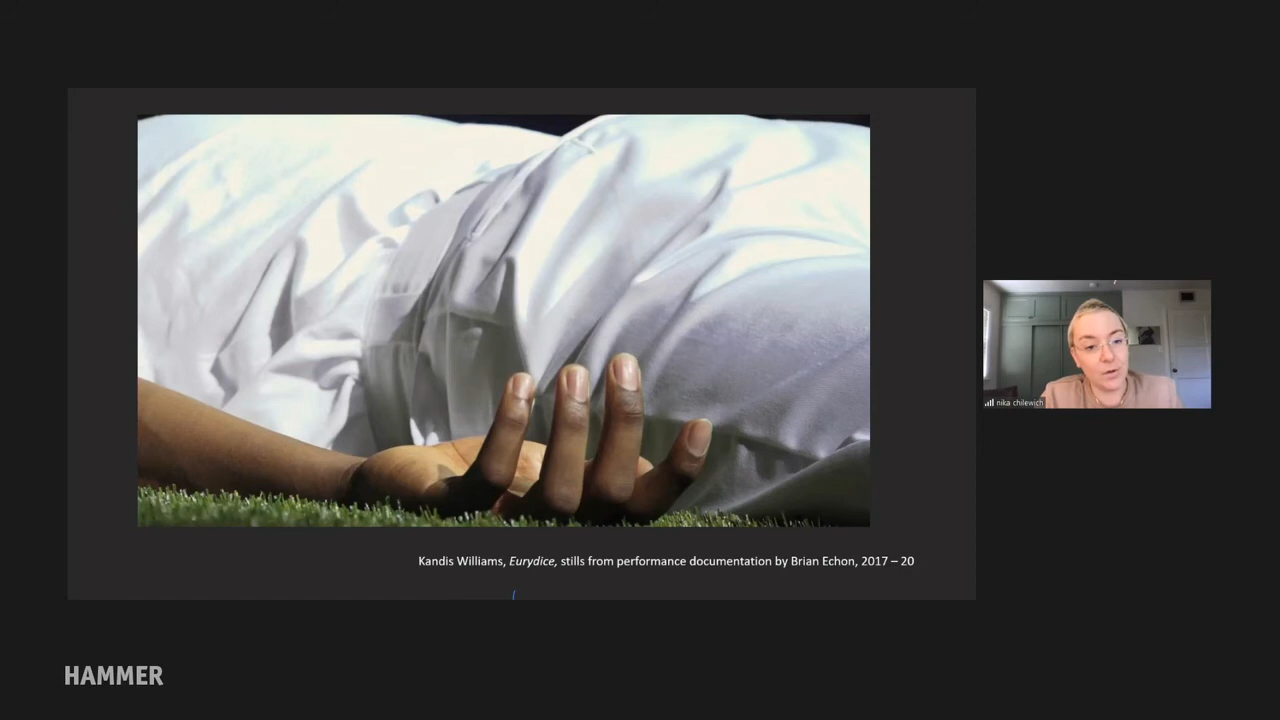 nika chilewich
Kandis Williams, Eurydice, stills from performance documentation by Brian Echon, 2017 – 20
HAMMER